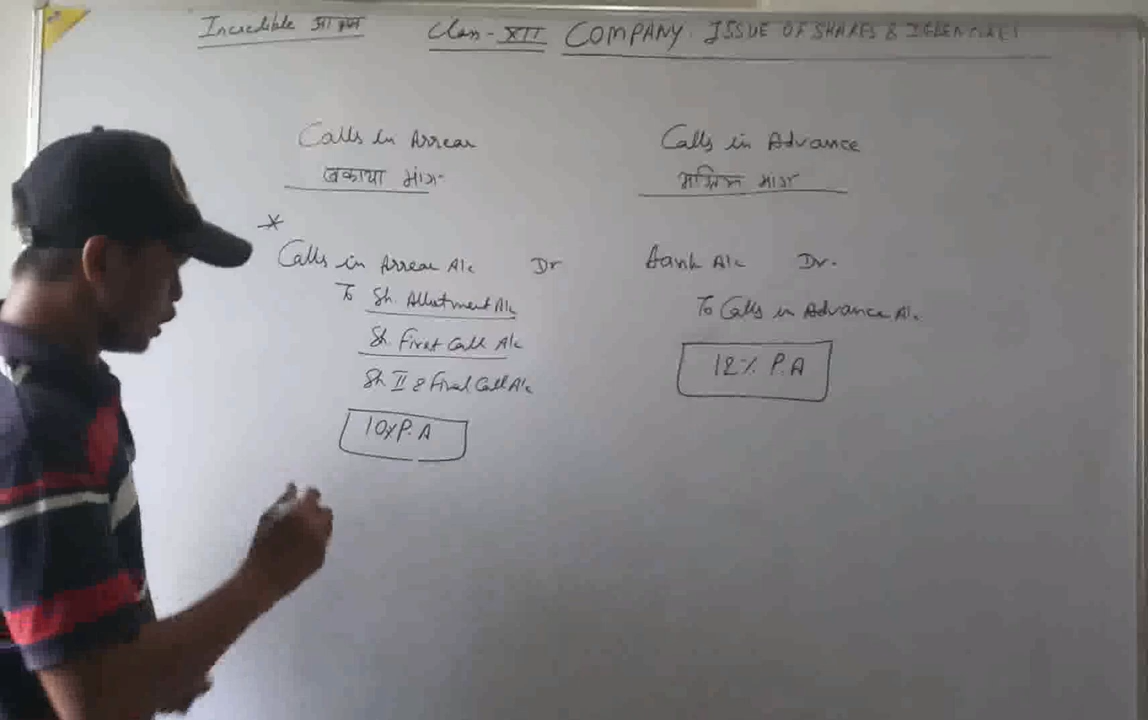 Incredible
Class-XII COMPANY: ISSUE OF SHARES &
Calls in Arrear
बकाया मांग
Calls in Advance
अग्रिम मांग
*
Calls in Arrear A/c Dr
To Sh. Allotment A/c
Sh. First Call A/c
Sh II & Final Call A/c
10% P.A
Bank A/c Dr.
To Calls in Advance A/c
12% P.A